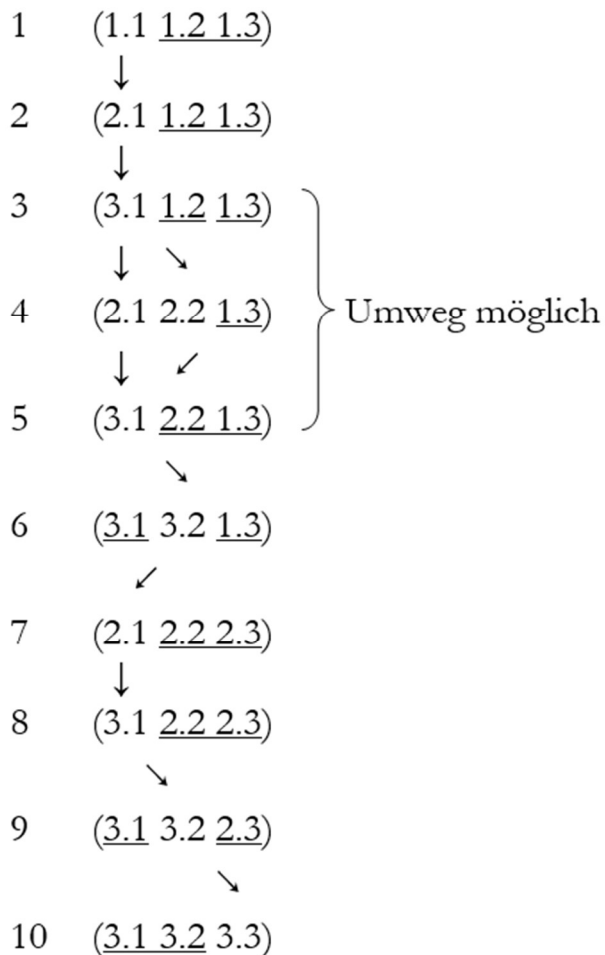 1 (1.1 1.2 1.3)
↓
2 (2.1 1.2 1.3)
↓
3 (3.1 1.2 1.3)
↓ ↘
4 (2.1 2.2 1.3) Umweg möglich
↓ ↙
5 (3.1 2.2 1.3)
↘
6 (3.1 3.2 1.3)
↙
7 (2.1 2.2 2.3)
↓
8 (3.1 2.2 2.3)
↘
9 (3.1 3.2 2.3)
↘
10 (3.1 3.2 3.3)